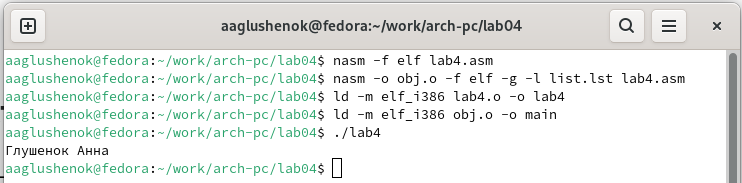 aaglushenok@fedora:~/work/arch-pc/lab04
aaglushenok@fedora:~/work/arch-pc/lab04$ nasm -f elf lab4.asm
aaglushenok@fedora:~/work/arch-pc/lab04$ nasm -o obj.o -f elf -g -l list.lst lab4.asm
aaglushenok@fedora:~/work/arch-pc/lab04$ ld -m elf_i386 lab4.o -o lab4
aaglushenok@fedora:~/work/arch-pc/lab04$ ld -m elf_i386 obj.o -o main
aaglushenok@fedora:~/work/arch-pc/lab04$ ./lab4
Глушенок Анна
aaglushenok@fedora:~/work/arch-pc/lab04$